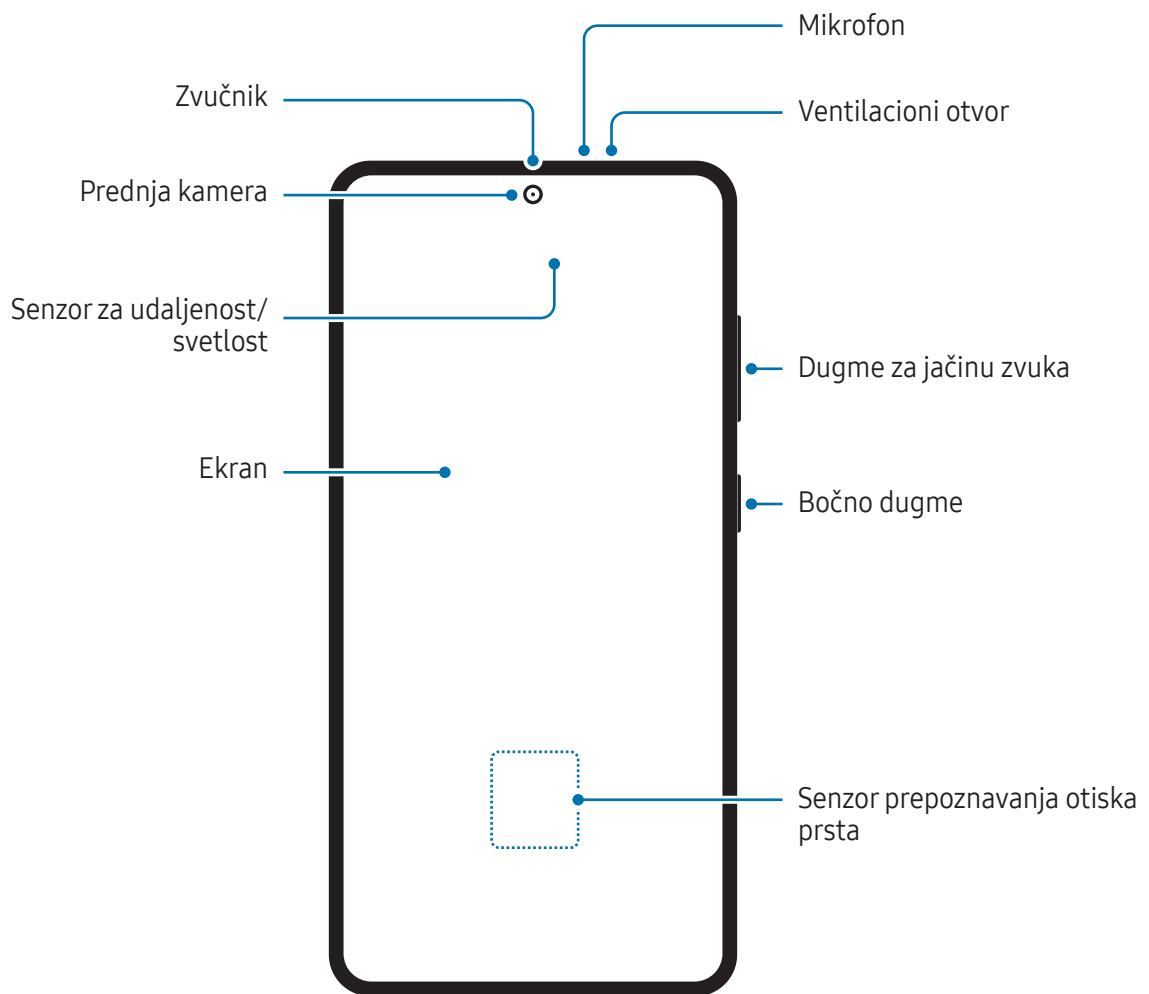 Mikrofon
Zvučnik
Ventilacioni otvor
Prednja kamera
Senzor za udaljenost/
svetlost
Dugme za jačinu zvuka
Ekran
Bočno dugme
Senzor prepoznavanja otiska
prsta